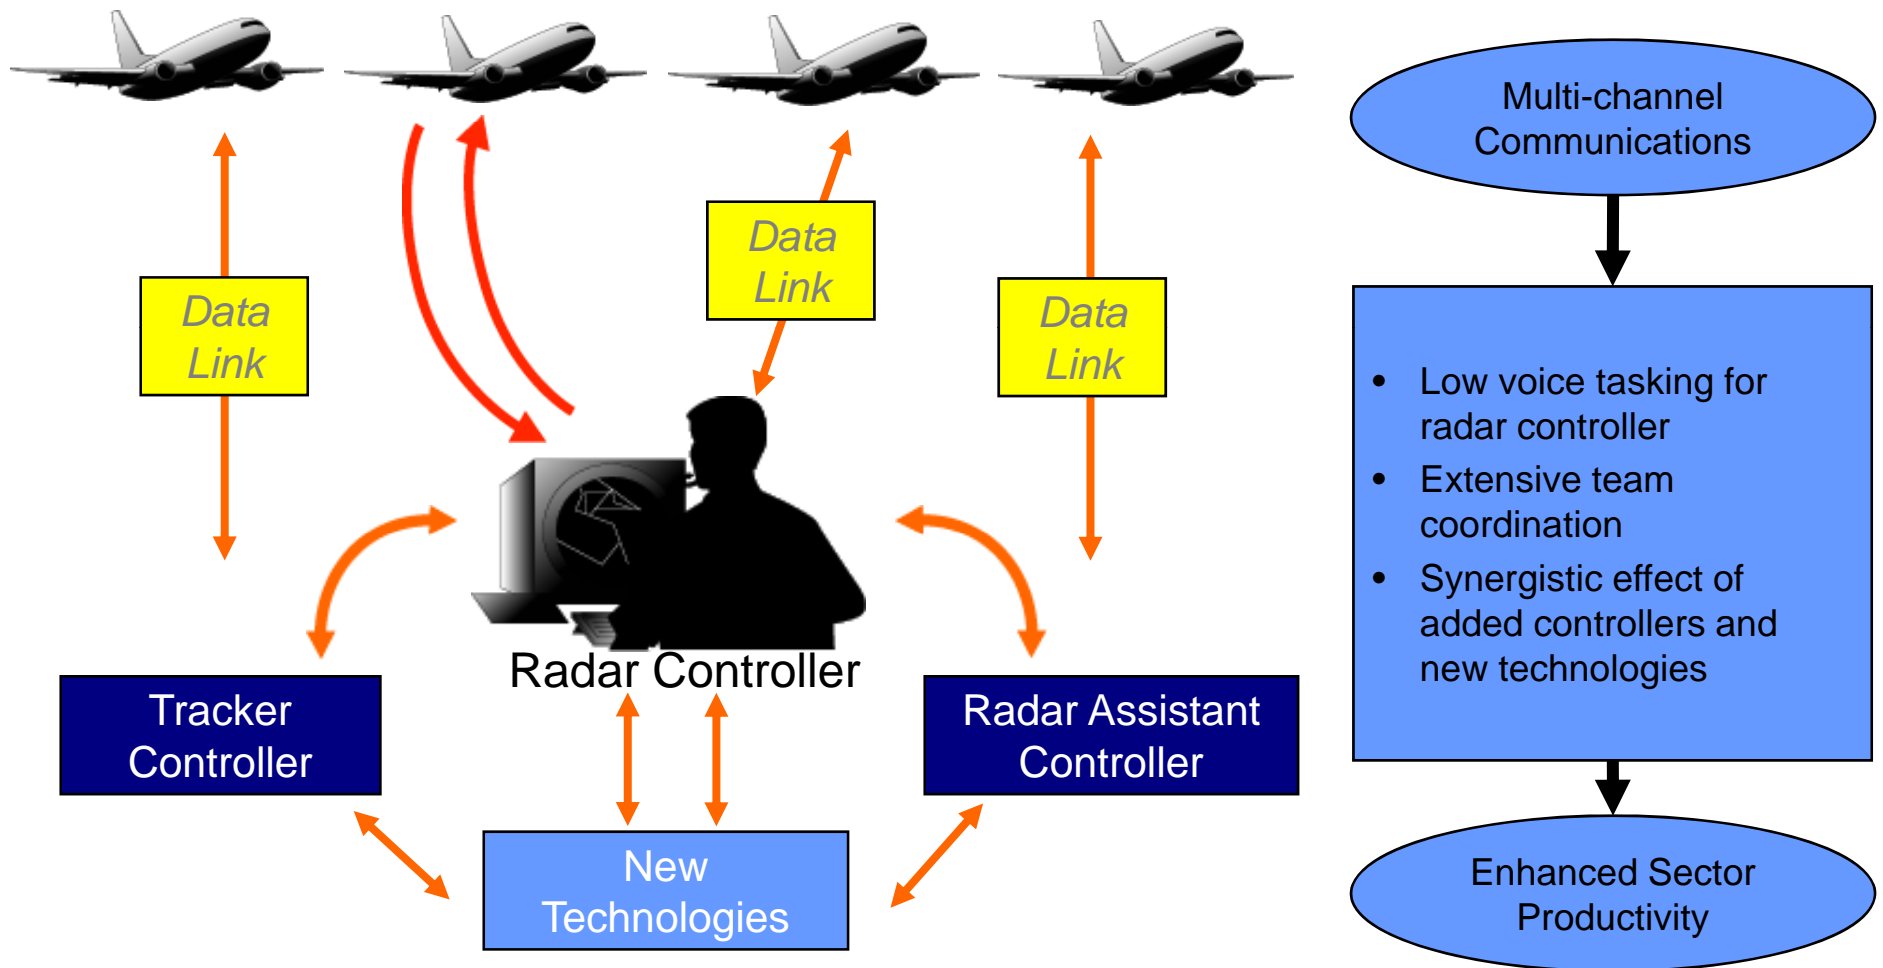 Data
Link
Data
Link
Data
Link
Radar Controller
Tracker
Controller
Radar Assistant
Controller
New
Technologies
Multi-channel
Communications
• Low voice tasking for
radar controller
• Extensive team
coordination
• Synergistic effect of
added controllers and
new technologies
Enhanced Sector
Productivity